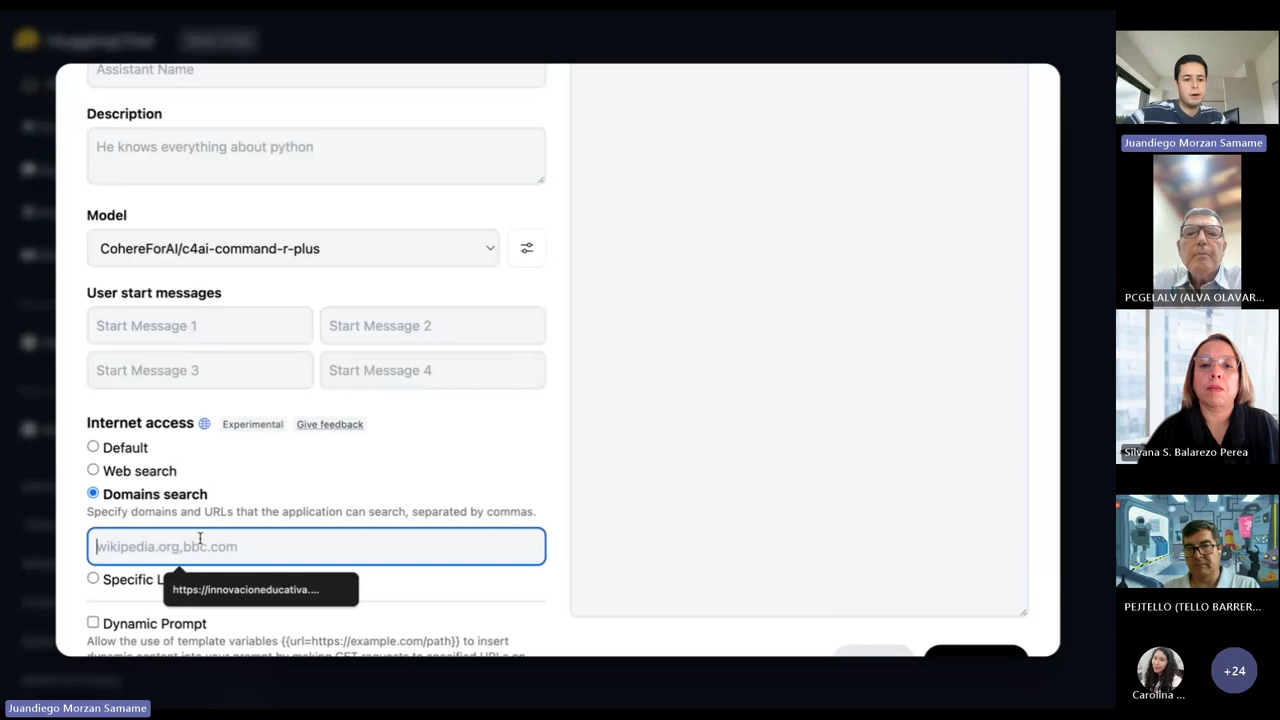 Assistant Name
Description
He knows everything about python
Model
CohereForAI/c4ai-command-r-plus
User start messages
Start Message 1
Start Message 2
Start Message 3
Start Message 4
Internet access
Experimental
Give feedback
Default
Web search
Domains search
Specify domains and URLs that the application can search, separated by commas.
wikipedia.org,bbc.com
Specific L
https://innovacioneducativa....
Dynamic Prompt
Allow the use of template variables {{url=https://example.com/path}} to insert
Juandiego Morzan Samame
PCGELALV (ALVA OLAVAR...
Silvana S. Balarezo Perea
PEJTELLO (TELLO BARRER...
Carolina ...
+24
Juandiego Morzan Samame